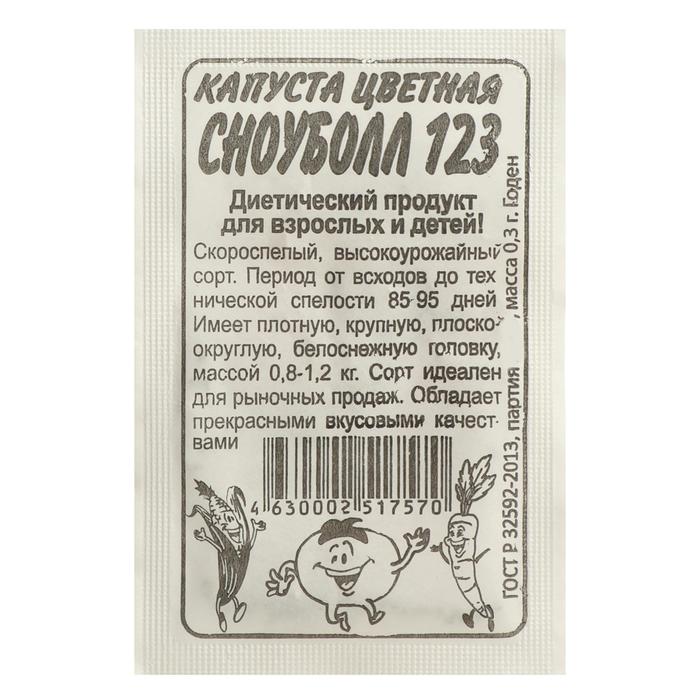 КАПУСТА ЦВЕТНАЯ
СНОУБОЛЛ 123
Диетический продукт
для взрослых и детей!
Скороспелый, высокоурожайный
сорт. Период от всходов до тех
нической спелости 85-95 дней
Имеет плотную, крупную, плоско-
округлую, белоснежную головку,
массой 0,8-1,2 кг. Сорт идеален
для рыночных продаж. Обладает
прекрасными вкусовыми качест-
вами
4 630002 517570
ГОСТ Р 32592-2013, партия , масса 0,3 г. Годен